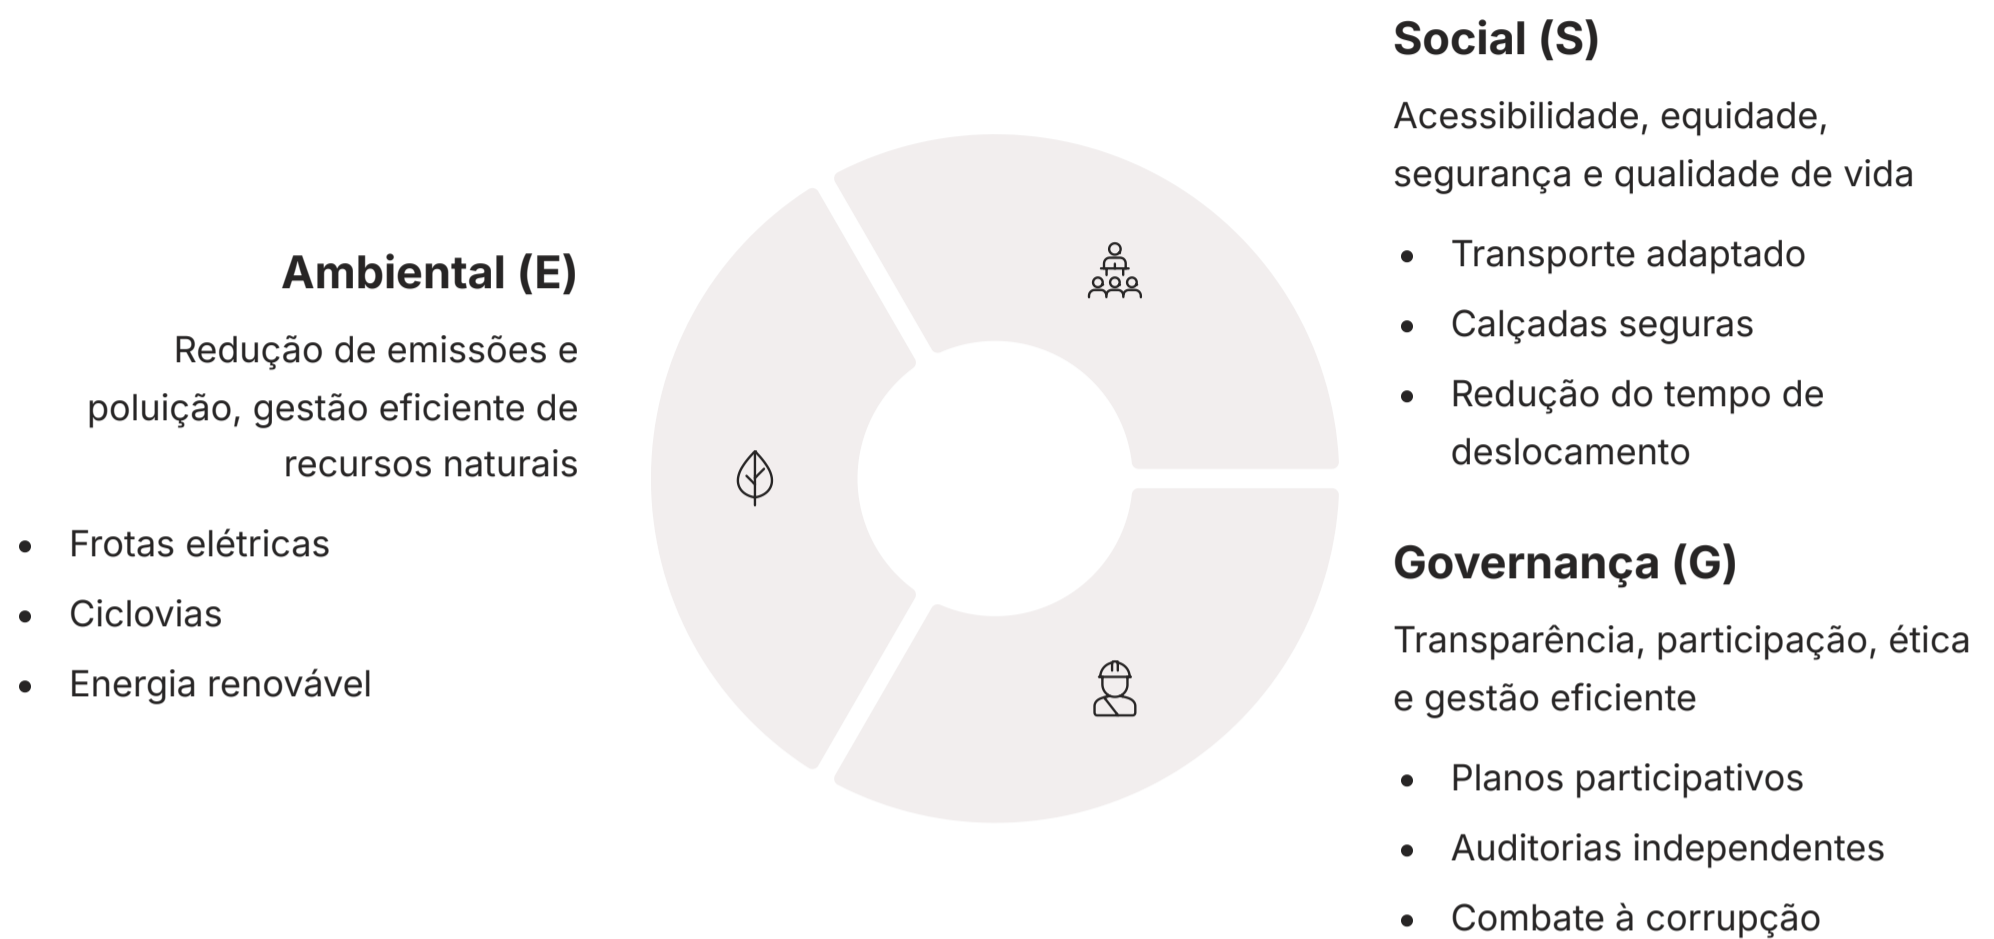 Ambiental (E)
Redução de emissões e
poluição, gestão eficiente de
recursos naturais
• Frotas elétricas
• Ciclovias
• Energia renovável
Social (S)
Acessibilidade, equidade,
segurança e qualidade de vida
• Transporte adaptado
• Calçadas seguras
• Redução do tempo de
deslocamento
Governança (G)
Transparência, participação, ética
e gestão eficiente
• Planos participativos
• Auditorias independentes
• Combate à corrupção